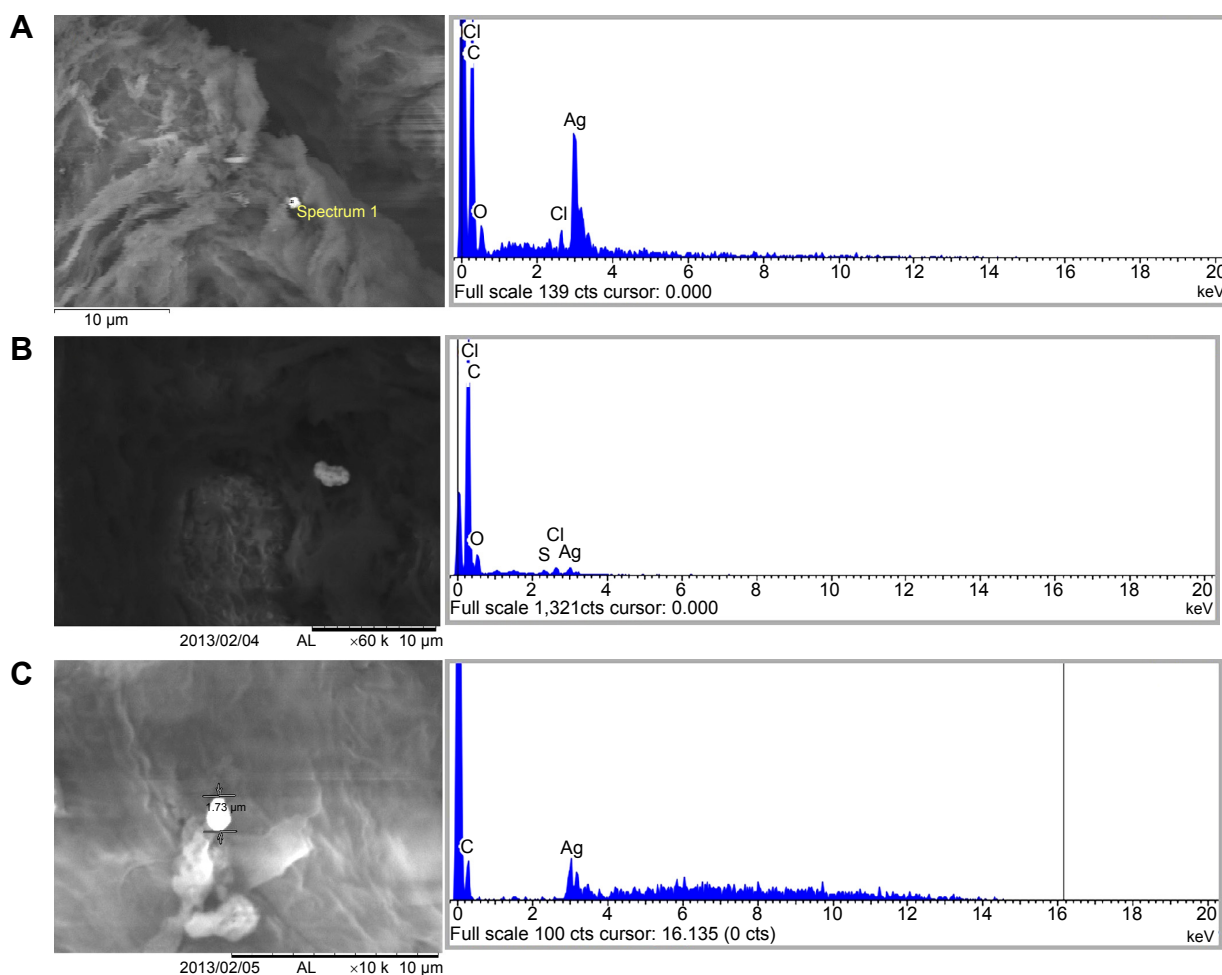 A
Spectrum 1
10 µm
Cl
C
O
Cl
Ag
0 2 4 6 8 10 12 14 16 18 20
Full scale 139 cts cursor: 0.000
keV
B
2013/02/04 AL ×60 k 10 µm
Cl
C
O
S
Cl
Ag
0 2 4 6 8 10 12 14 16 18 20
Full scale 1,321cts cursor: 0.000
keV
C
1.73 µm
2013/02/05 AL ×10 k 10 µm
C
Ag
0 2 4 6 8 10 12 14 16 18 20
Full scale 100 cts cursor: 16.135 (0 cts)
keV